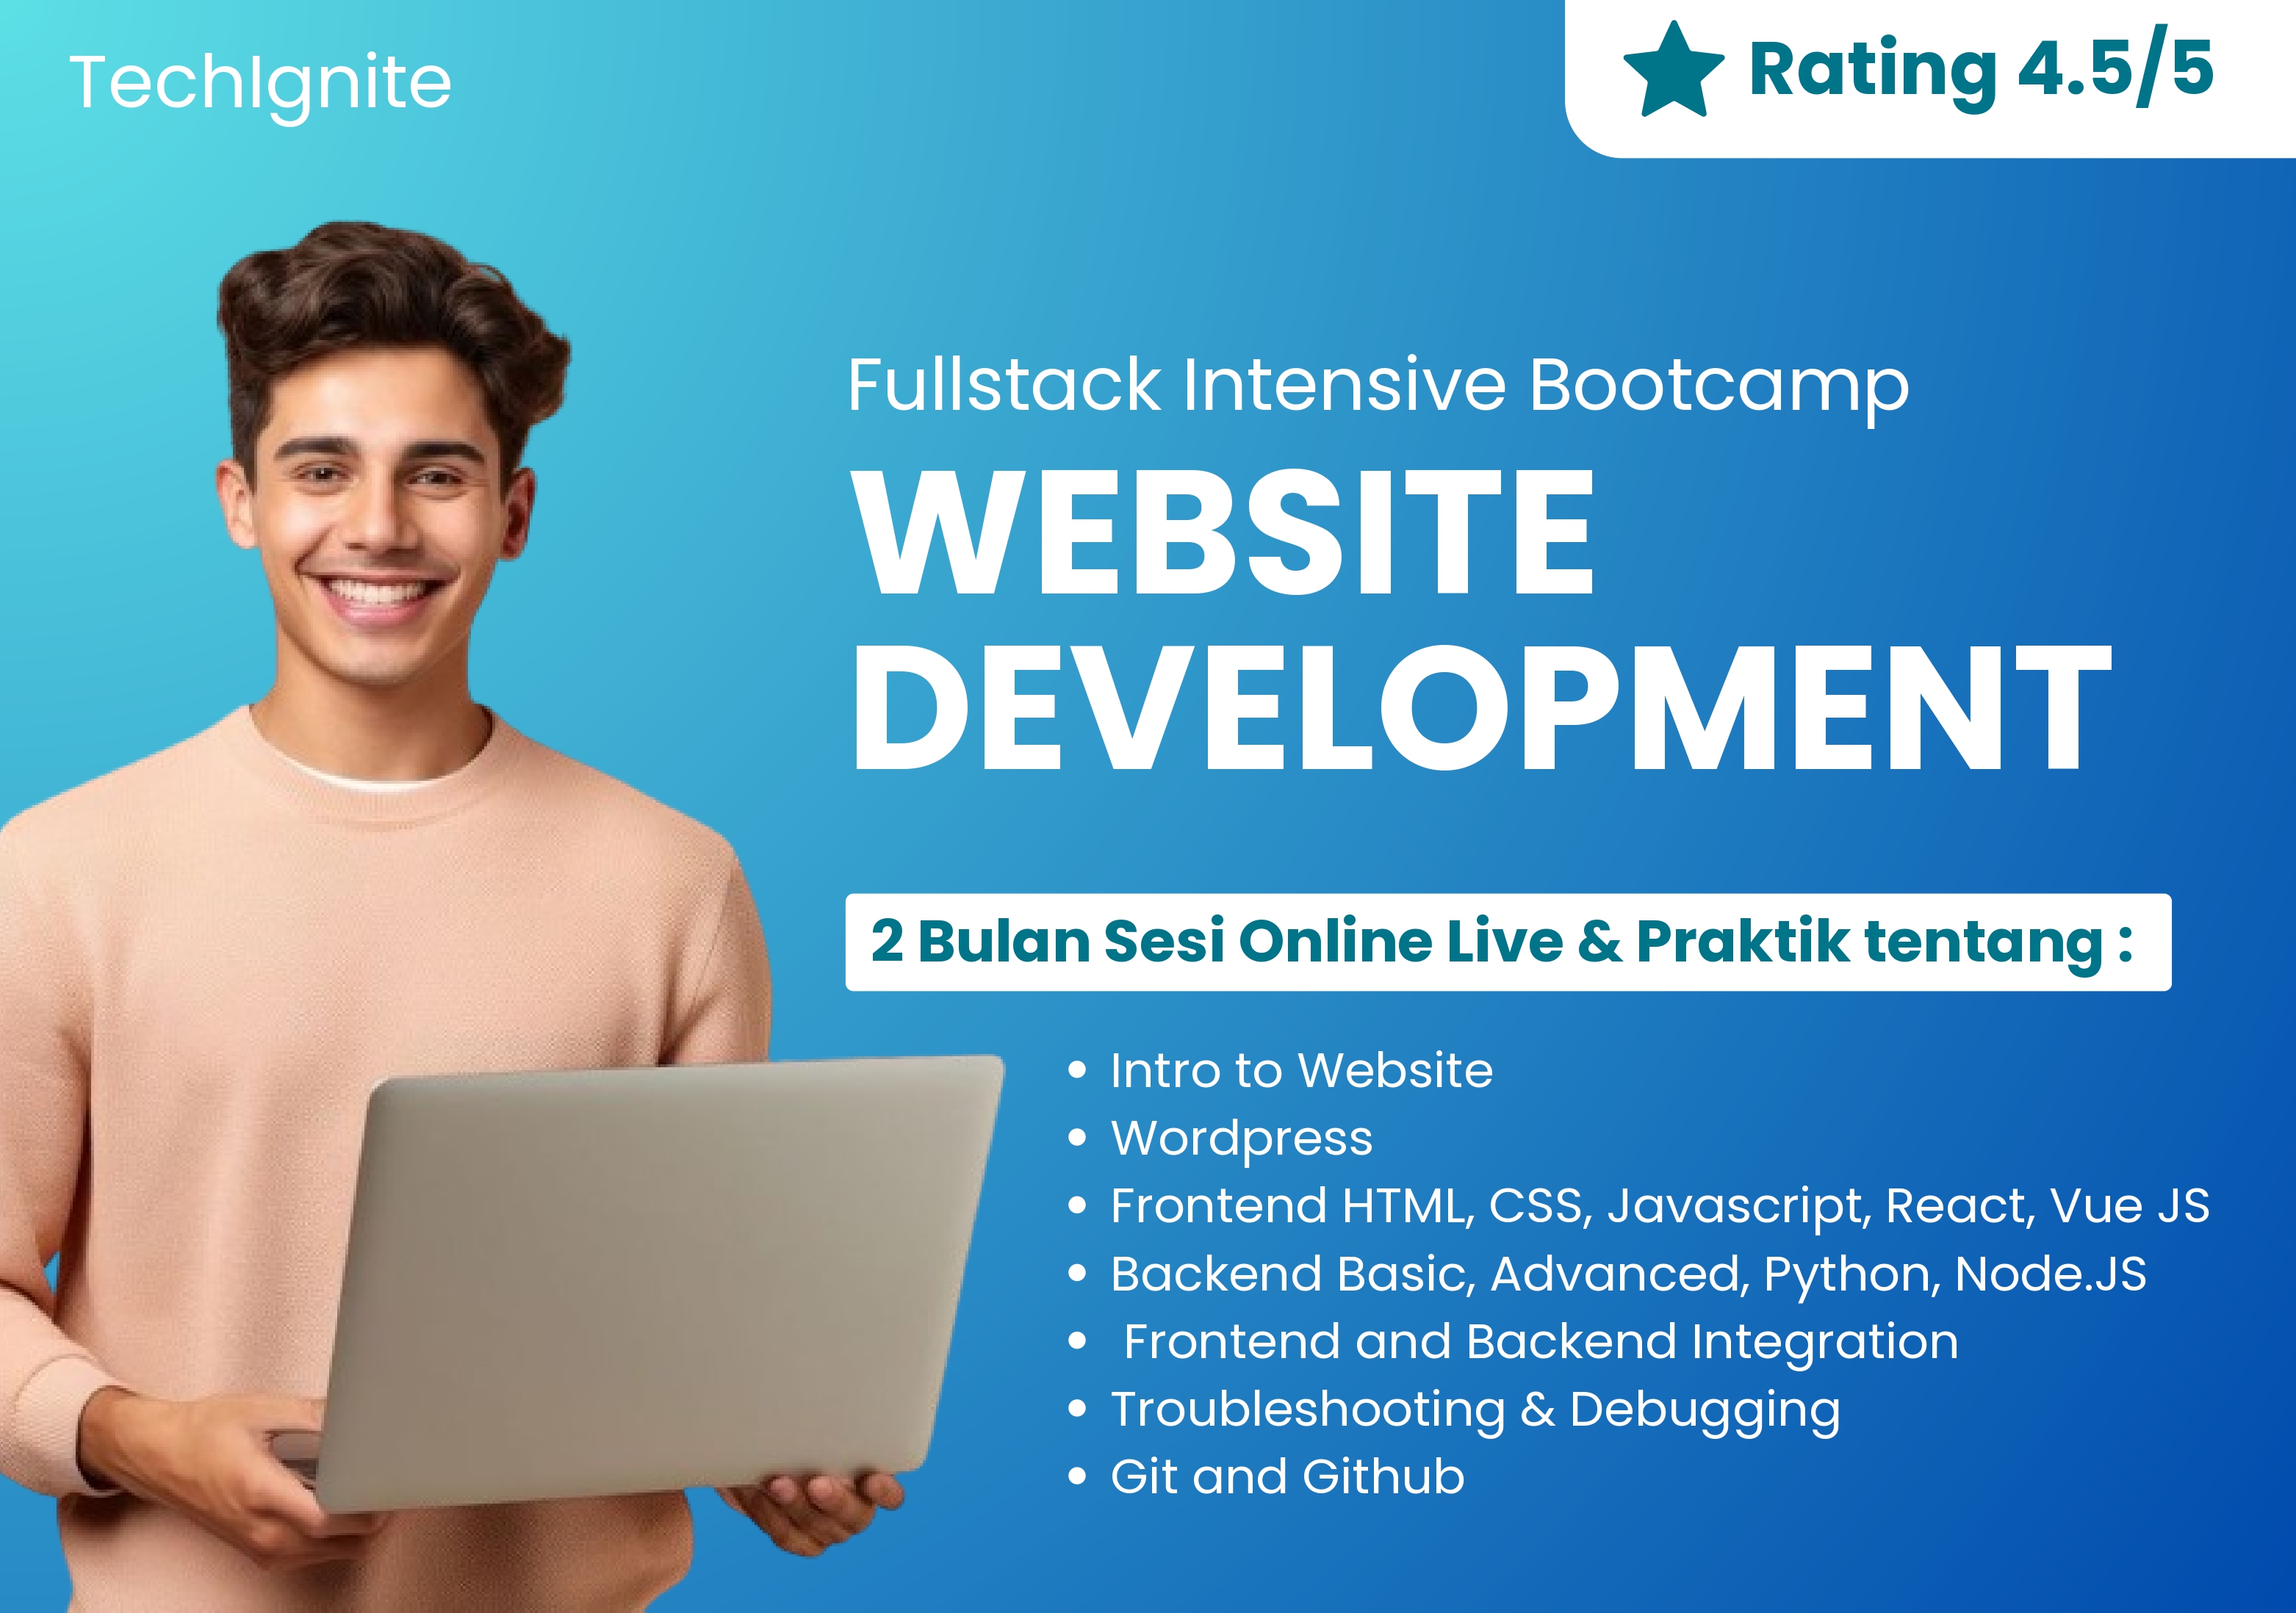 TechIgnite
Rating 4.5/5
Fullstack Intensive Bootcamp
WEBSITE
DEVELOPMENT
2 Bulan Sesi Online Live & Praktik tentang :
• Intro to Website
• Wordpress
• Frontend HTML, CSS, Javascript, React, Vue JS
• Backend Basic, Advanced, Python, Node.JS
• Frontend and Backend Integration
• Troubleshooting & Debugging
• Git and Github